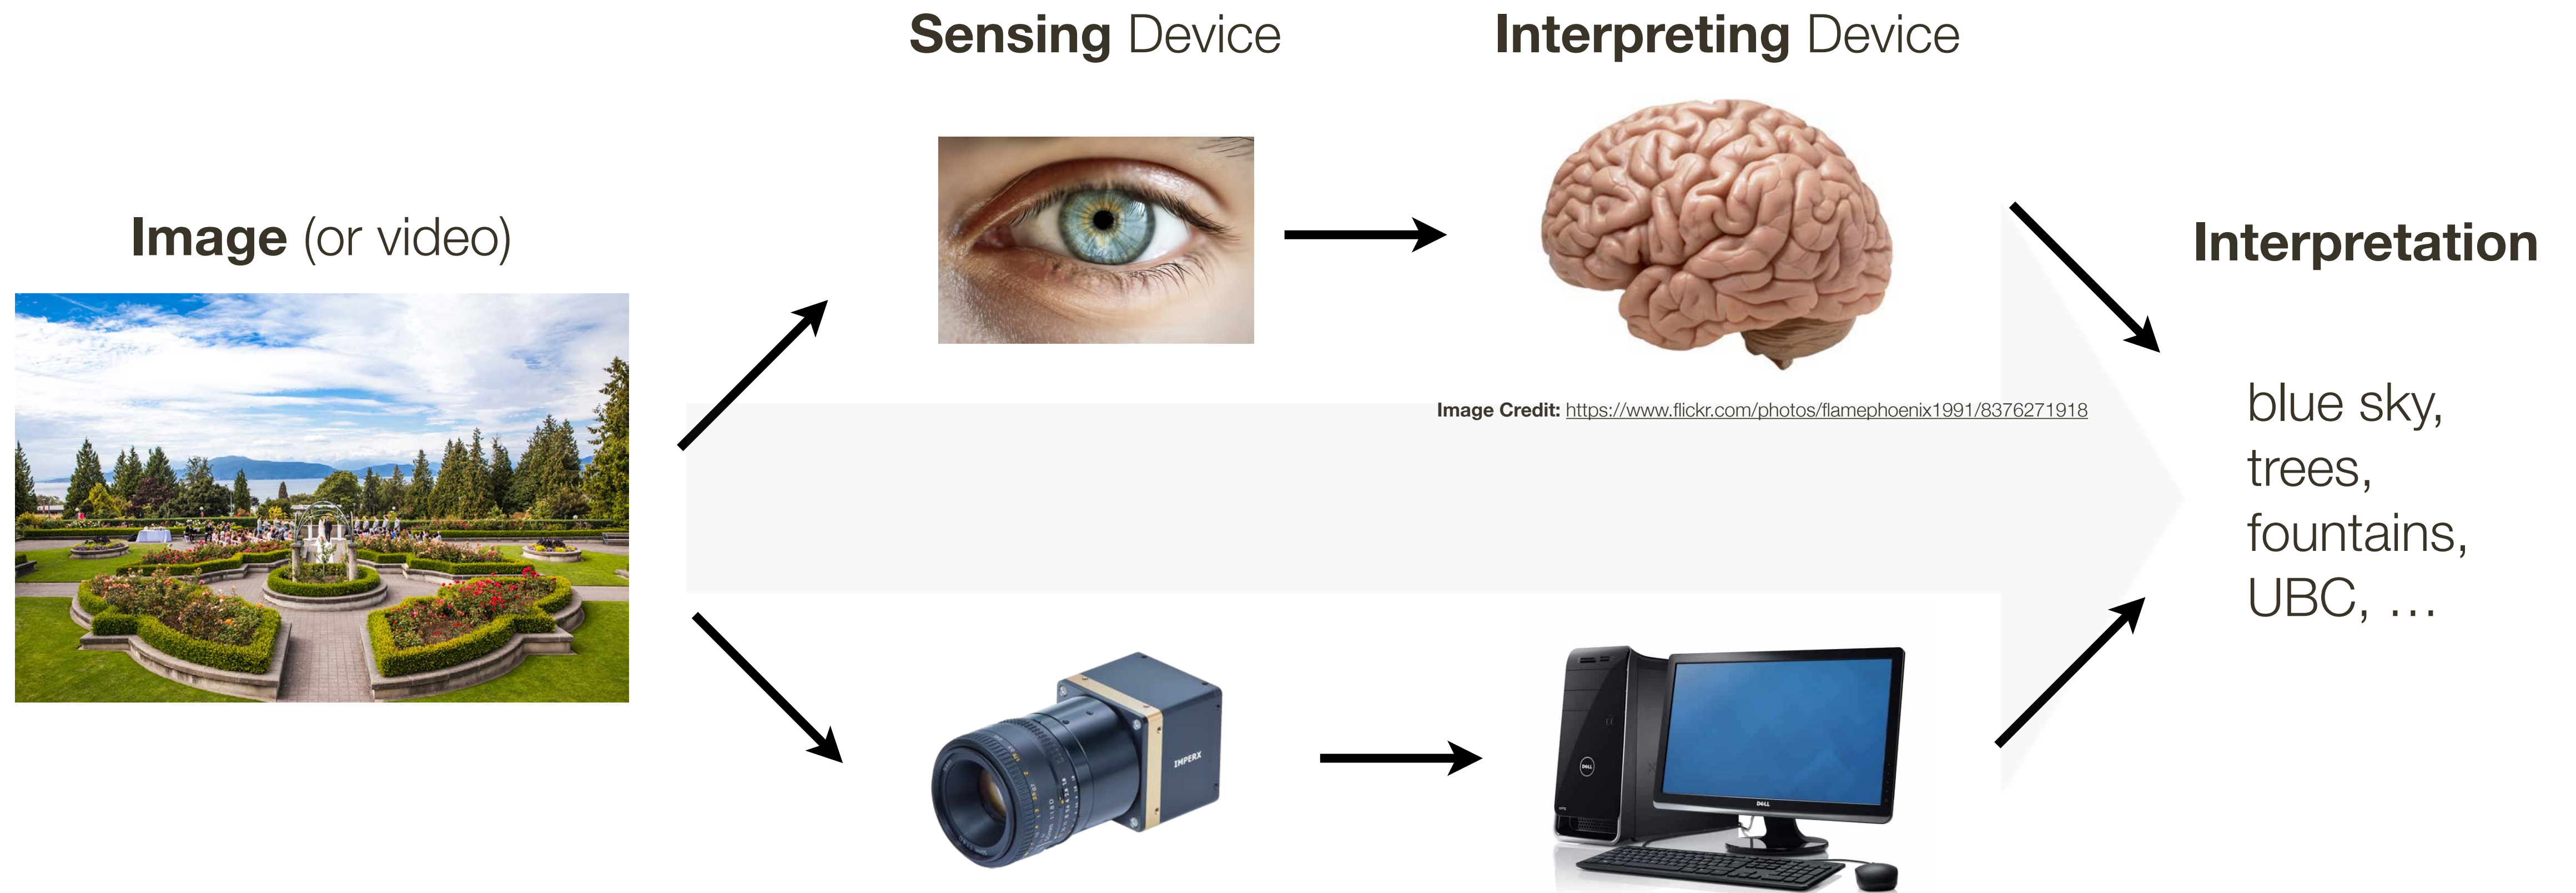 Sensing Device
Interpreting Device
Image (or video)
Interpretation
Image Credit: https://www.flickr.com/photos/flamephoenix1991/8376271918
blue sky,
trees,
fountains,
UBC, …
IMPERX
DELL
DELL